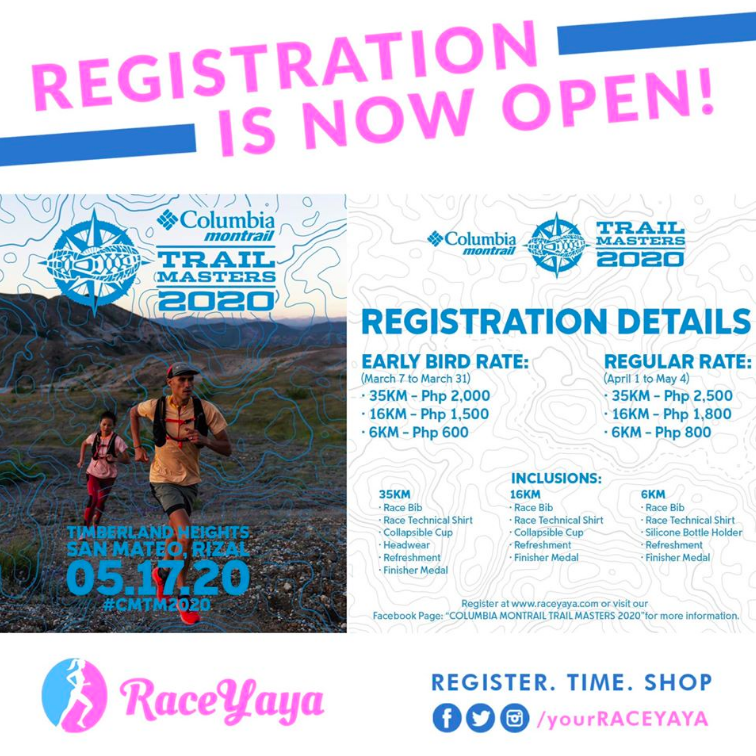 REGISTRATION
IS NOW OPEN!
Columbia
montrail
TRAIL
MASTERS
2020
TIMBERLAND HEIGHTS
SAN MATEO, RIZAL
05.17.20
#CMTM2020
Columbia
montrail
TRAIL
MASTERS
2020
REGISTRATION DETAILS
EARLY BIRD RATE:
(March 7 to March 31)
· 35KM - Php 2,000
· 16KM - Php 1,500
· 6KM - Php 600
REGULAR RATE:
(April 1 to May 4)
· 35KM - Php 2,500
· 16KM - Php 1,800
· 6KM - Php 800
INCLUSIONS:
35KM
· Race Bib
· Race Technical Shirt
· Collapsible Cup
· Headwear
· Refreshment
· Finisher Medal
16KM
· Race Bib
· Race Technical Shirt
· Collapsible Cup
· Refreshment
· Finisher Medal
6KM
· Race Bib
· Race Technical Shirt
· Silicone Bottle Holder
· Refreshment
· Finisher Medal
Register at www.raceyaya.com or visit our
Facebook Page: "COLUMBIA MONTRAIL TRAIL MASTERS 2020"for more information.
RaceYaya
REGISTER. TIME. SHOP
/yourRACEYAYA